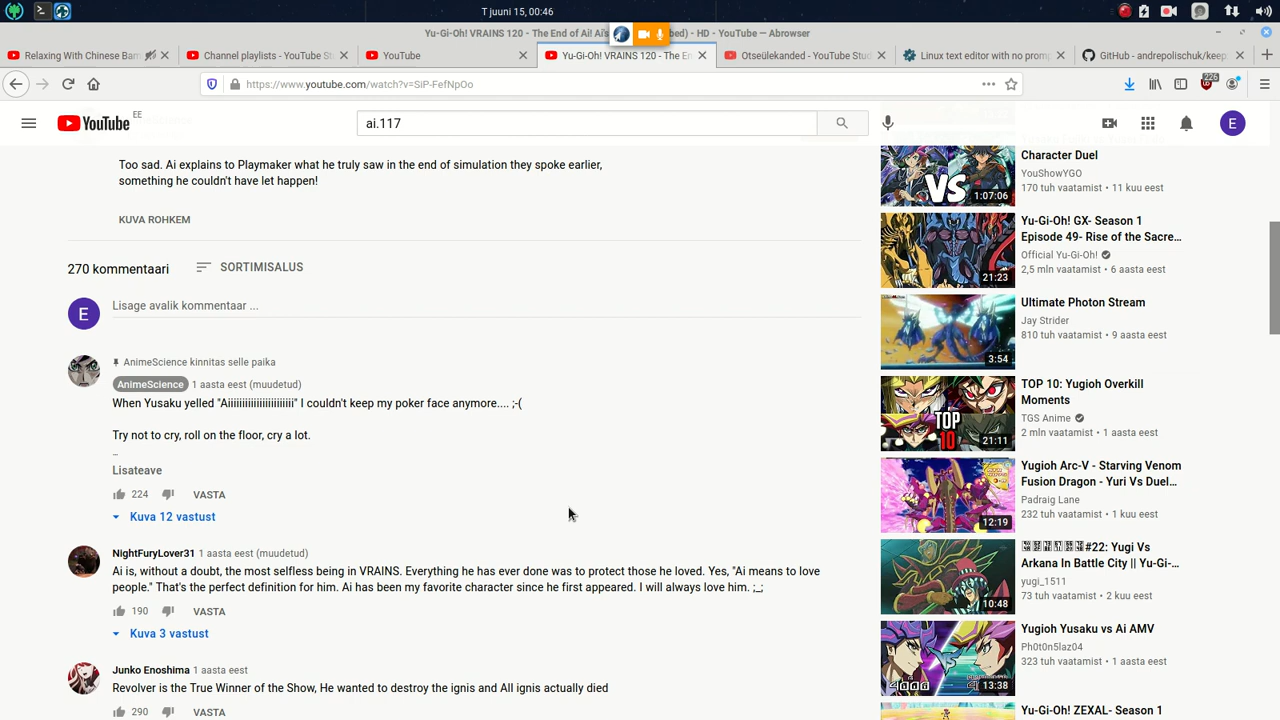 T juuni 15, 00:46
Yu-Gi-Oh! VRAINS 120 - The End of Ai! Ai's bed) - HD - YouTube — Abrowser
Relaxing With Chinese Bam
Channel playlists - YouTube St
YouTube
Yu-Gi-Oh! VRAINS 120 - The En
Otseülekanded - YouTube Stud
Linux text editor with no promp
GitHub - andrepolischuk/keep
https://www.youtube.com/watch?v=SiP-FefNpOo
226
YouTube EE
ai.117
E
Too sad. Ai explains to Playmaker what he truly saw in the end of simulation they spoke earlier,
something he couldn't have let happen!
KUVA ROHKEM
270 kommentaari
SORTIMISALUS
E
Lisage avalik kommentaar ...
AnimeScience kinnitas selle paika
AnimeScience 1 aasta eest (muudetud)
When Yusaku yelled "Aiiiiiiiiiiiiiiiiiii!" I couldn't keep my poker face anymore.... ;-(
Try not to cry, roll on the floor, cry a lot.
..
Lisateave
224 VASTA
Kuva 12 vastust
NightFuryLover31 1 aasta eest (muudetud)
Ai is, without a doubt, the most selfless being in VRAINS. Everything he has ever done was to protect those he loved. Yes, "Ai means to love
people." That's the perfect definition for him. Ai has been my favorite character since he first appeared. I will always love him. ;_;
190 VASTA
Kuva 3 vastust
Junko Enoshima 1 aasta eest
Revolver is the True Winner of the Show, He wanted to destroy the ignis and All ignis actually died
290 VASTA
VS
1:07:06
Character Duel
YouShowYGO
170 tuh vaatamist • 11 kuu eest
21:23
Yu-Gi-Oh! GX- Season 1
Episode 49- Rise of the Sacre...
Official Yu-Gi-Oh!
2,5 mln vaatamist • 6 aasta eest
3:54
Ultimate Photon Stream
Jay Strider
810 tuh vaatamist • 9 aasta eest
TOP
10
21:11
TOP 10: Yugioh Overkill
Moments
TGS Anime
2 mln vaatamist • 1 aasta eest
12:19
Yugioh Arc-V - Starving Venom
Fusion Dragon - Yuri Vs Duel...
Padraig Lane
232 tuh vaatamist • 1 kuu eest
10:48
#22: Yugi Vs
Arkana In Battle City || Yu-Gi-...
yugi_1511
73 tuh vaatamist • 2 kuu eest
13:38
Yugioh Yusaku vs Ai AMV
Ph0t0n5laz04
323 tuh vaatamist • 1 aasta eest
Yu-Gi-Oh! ZEXAL- Season 1